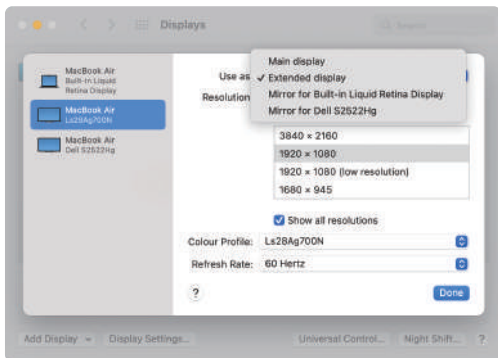 Displays
Search
MacBook Air
Built-in Liquid
Retina Display
MacBook Air
Ls28Ag700N
MacBook Air
Dell S2522Hg
Use as
Main display
✓ Extended display
Mirror for Built-in Liquid Retina Display
Mirror for Dell S2522Hg
Resolution
3840 × 2160
1920 × 1080
1920 × 1080 (low resolution)
1680 × 945
Show all resolutions
Colour Profile: Ls28Ag700N
Refresh Rate: 60 Hertz
?
Done
Add Display
Display Settings...
Universal Control...
Night Shift...
?